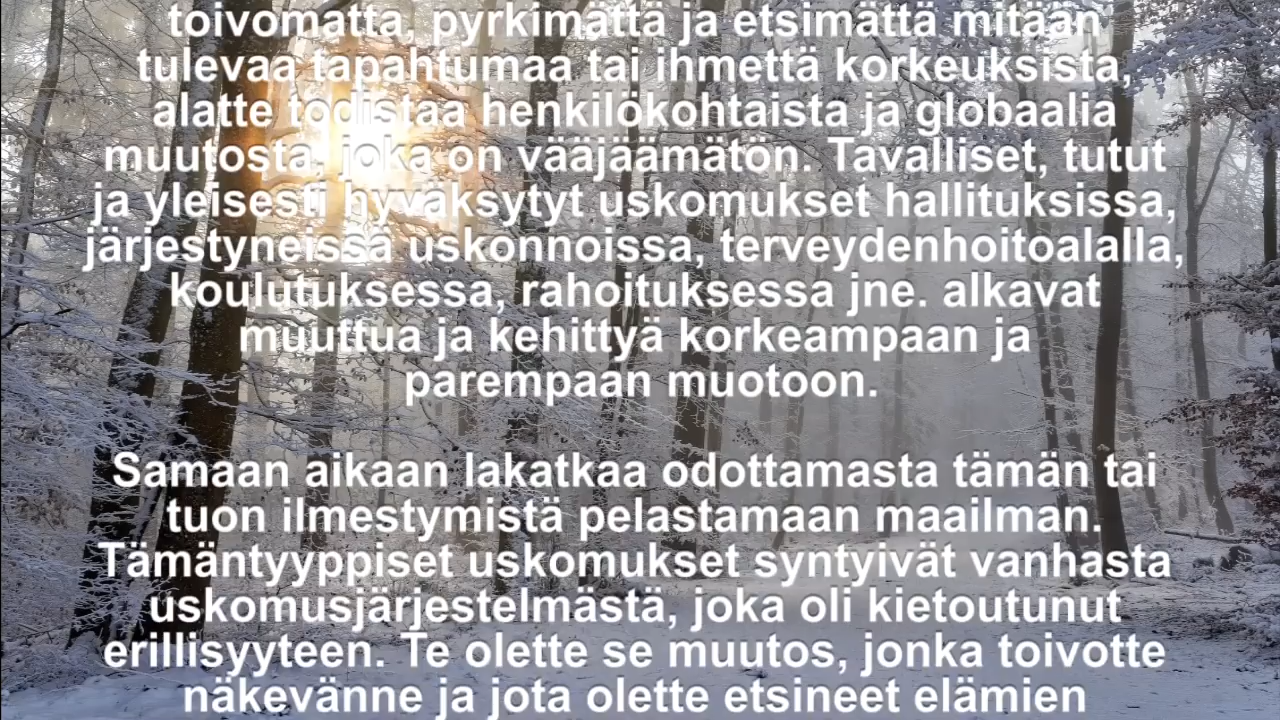 toivomatta, pyrkimättä ja etsimättä mitään
tulevaa tapahtumaa tai ihmettä korkeuksista,
alatte todistaa henkilökohtaista ja globaalia
muutosta, joka on vääjäämätön. Tavalliset, tutut
ja yleisesti hyväksytyt uskomukset hallituksissa,
järjestyneissä uskonnoissa, terveydenhoitoalalla,
koulutuksessa, rahoituksessa jne. alkavat
muuttua ja kehittyä korkeampaan ja
parempaan muotoon.
Samaan aikaan lakatkaa odottamasta tämän tai
tuon ilmestymistä pelastamaan maailman.
Tämäntyyppiset uskomukset syntyivät vanhasta
uskomusjärjestelmästä, joka oli kietoutunut
erillisyyteen. Te olette se muutos, jonka toivotte
näkevänne ja jota olette etsineet elämien